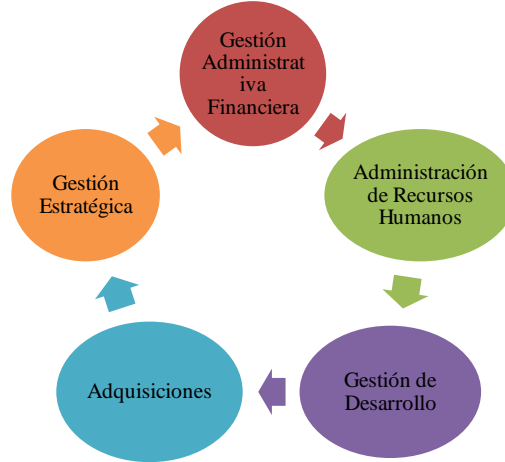 Gestión
Administrat
iva
Financiera
Administración
de Recursos
Humanos
Gestión de
Desarrollo
Adquisiciones
Gestión
Estratégica